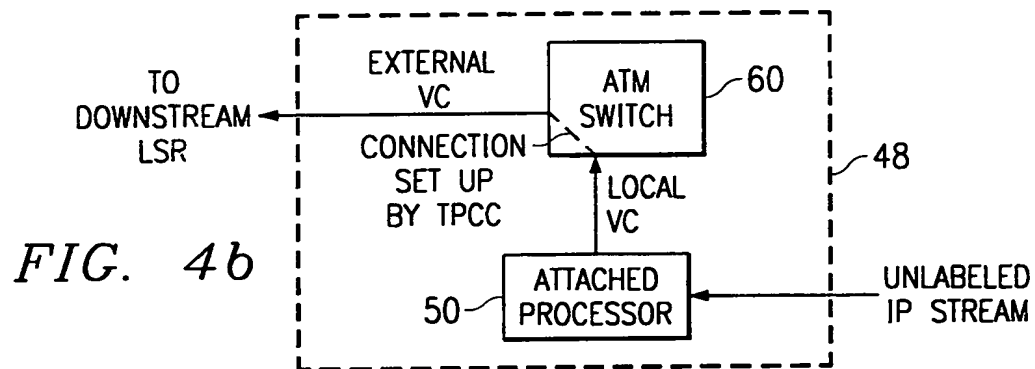 TO
DOWNSTREAM
LSR
EXTERNAL
VC
ATM
SWITCH
60
CONNECTION
SET UP
BY TPCC
LOCAL
VC
48
FIG. 4b
50
ATTACHED
PROCESSOR
UNLABELED
IP STREAM